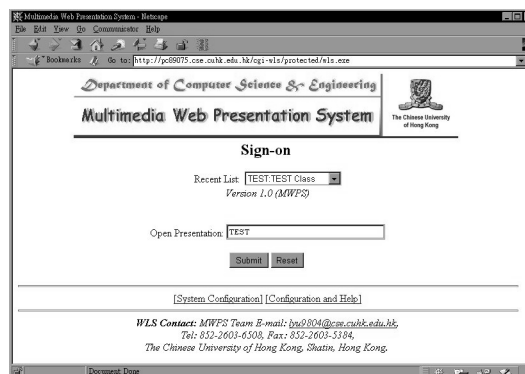 Multimedia Web Presentation System - Netscape
File Edit View Go Communicator Help
Bookmarks Go to: http://pc89075.cse.cuhk.edu.hk/cgi-wls/protected/wls.exe
Department of Computer Science & Engineering
Multimedia Web Presentation System
The Chinese University
of Hong Kong
Sign-on
Recent List: TEST:TEST Class
Version 1.0 (MWPS)
Open Presentation: TEST
Submit Reset
[System Configuration] [Configuration and Help]
WLS Contact: MWPS Team E-mail: lyu9804@cse.cuhk.edu.hk,
Tel: 852-2603-6508, Fax: 852-2603-5384,
The Chinese University of Hong Kong, Shatin, Hong Kong.
Document: Done